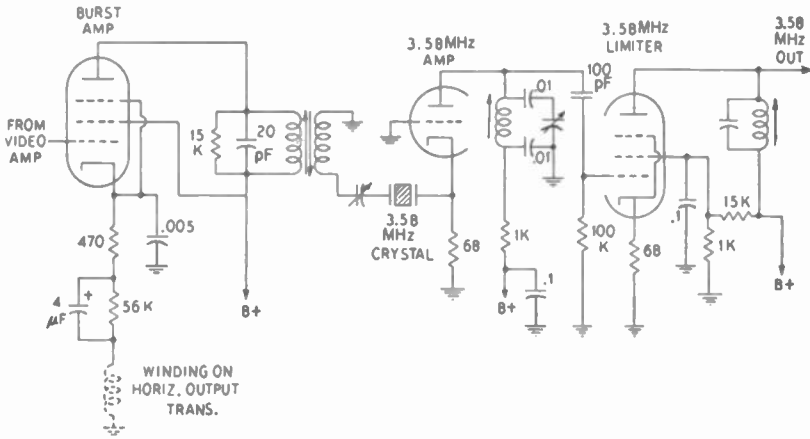 BURST
AMP
FROM
VIDEO
AMP
15
K
20
pF
470
.005
4
µF
+
56K
WINDING ON
HORIZ. OUTPUT
TRANS.
B+
3.58
MHz
CRYSTAL
3.58MHz
AMP
68
.01
.01
1K
B+
.1
100
pF
100
K
3.58MHz
LIMITER
68
.1
15K
1K
B+
3.58
MHz
OUT